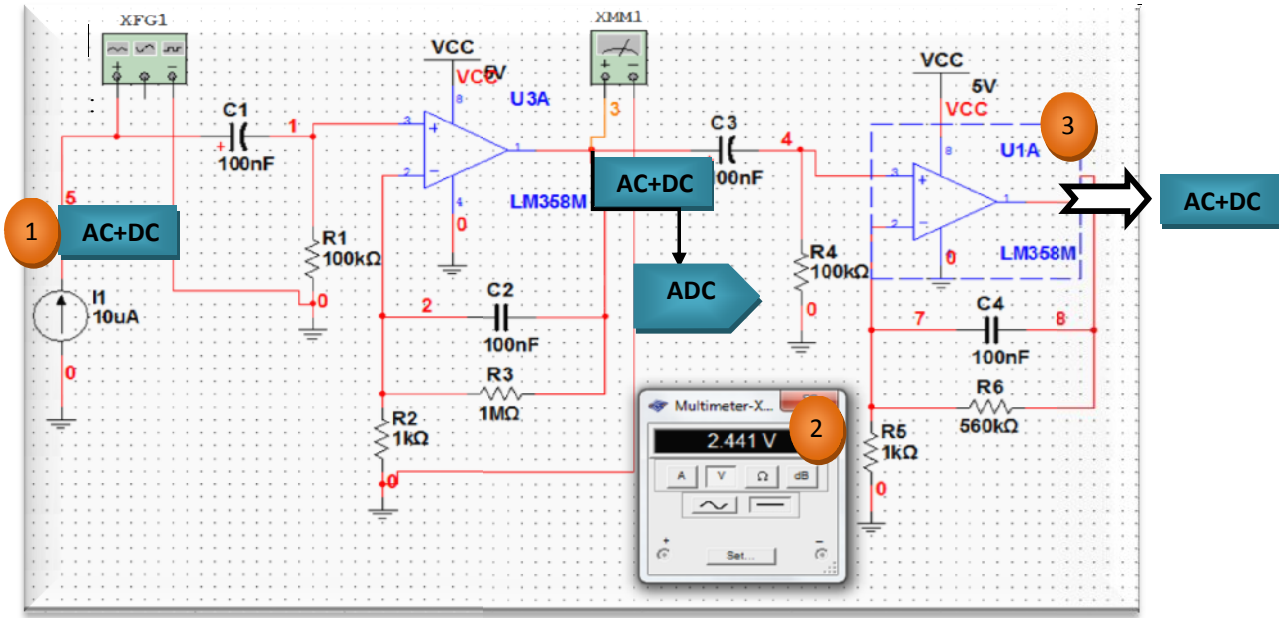 XFG1
XMM1
VCC
VCC
5V
U3A
C1
1
100nF
3
8
3
2
1
4
LM358M
0
5
1
AC+DC
R1
100kΩ
0
I1
10uA
0
AC+DC
ADC
2
C2
100nF
R3
1MΩ
R2
1kΩ
0
C3
100nF
4
R4
100kΩ
0
VCC
5V
VCC
3
U1A
8
3
2
1
LM358M
0
AC+DC
7
C4
8
100nF
R6
560kΩ
R5
1kΩ
0
Multimeter-X...
2
2.441 V
A
V
Ω
dB
+
−
Set...